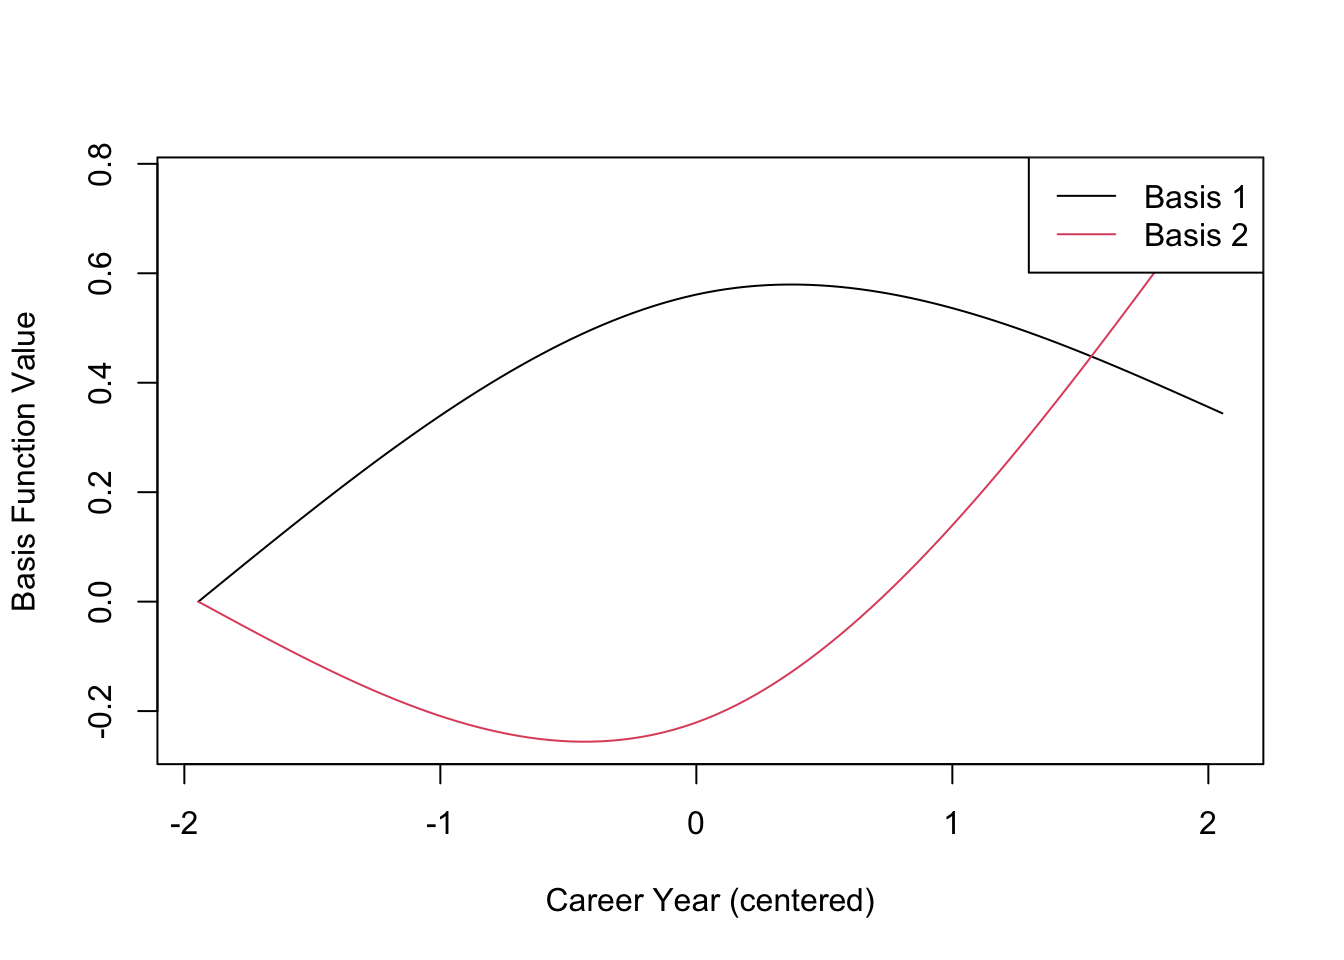 Basis 1
Basis 2
0.8
0.6
0.4
0.2
0.0
-0.2
Basis Function Value
-2 -1 0 1 2
Career Year (centered)